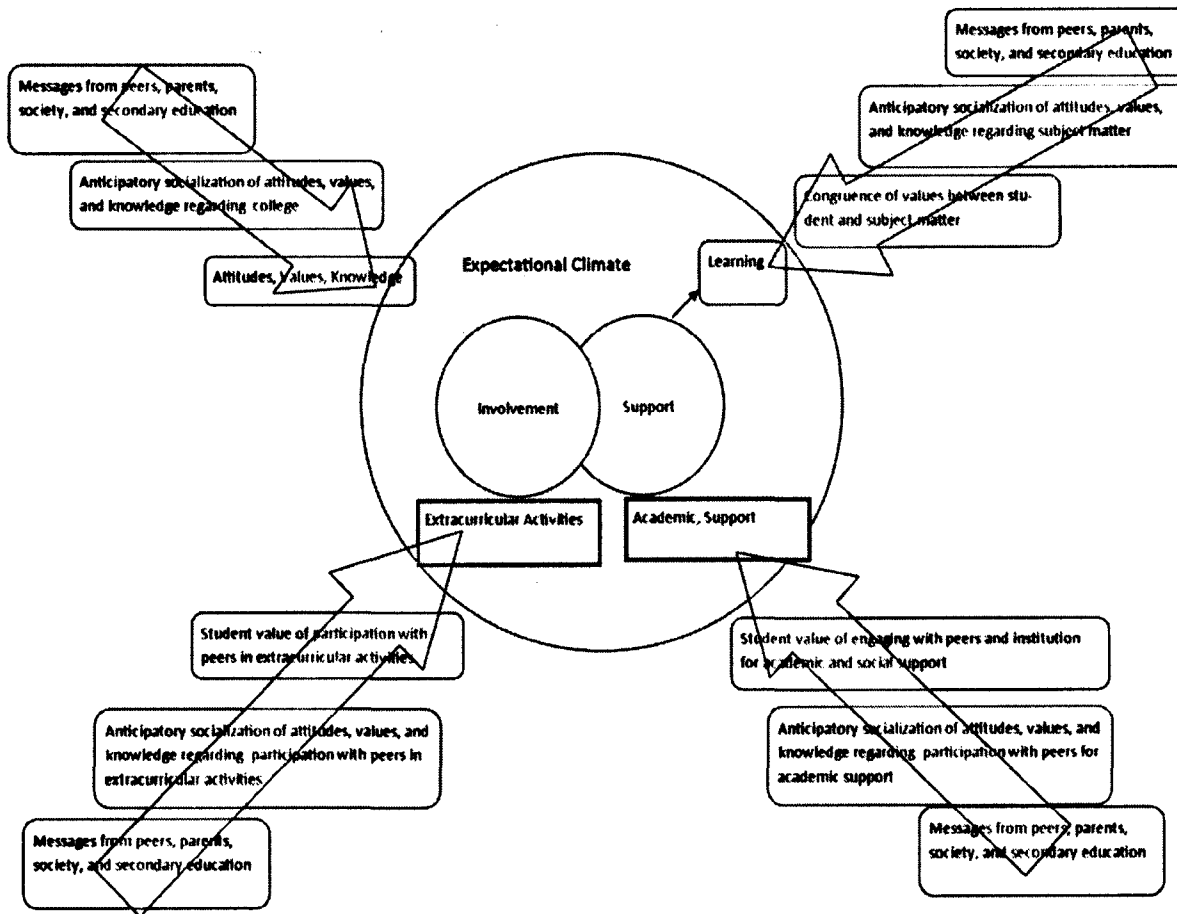 Messages from peers, parents,
society, and secondary education
Anticipatory socialization of attitudes, values,
and knowledge regarding college
Attitudes, Values, Knowledge
Messages from peers, parents,
society, and secondary education
Anticipatory socialization of attitudes, values,
and knowledge regarding subject matter
Congruence of values between stu-
dent and subject matter
Expectational Climate
Learning
Involvement
Support
Extracurricular Activities
Academic, Support
Student value of participation with
peers in extracurricular activities
Anticipatory socialization of attitudes, values, and
knowledge regarding participation with peers in
extracurricular activities
Messages from peers, parents,
society, and secondary education
Student value of engaging with peers and institution
for academic and social support
Anticipatory socialization of attitudes, values, and
knowledge regarding participation with peers for
academic support
Messages from peers, parents,
society, and secondary education